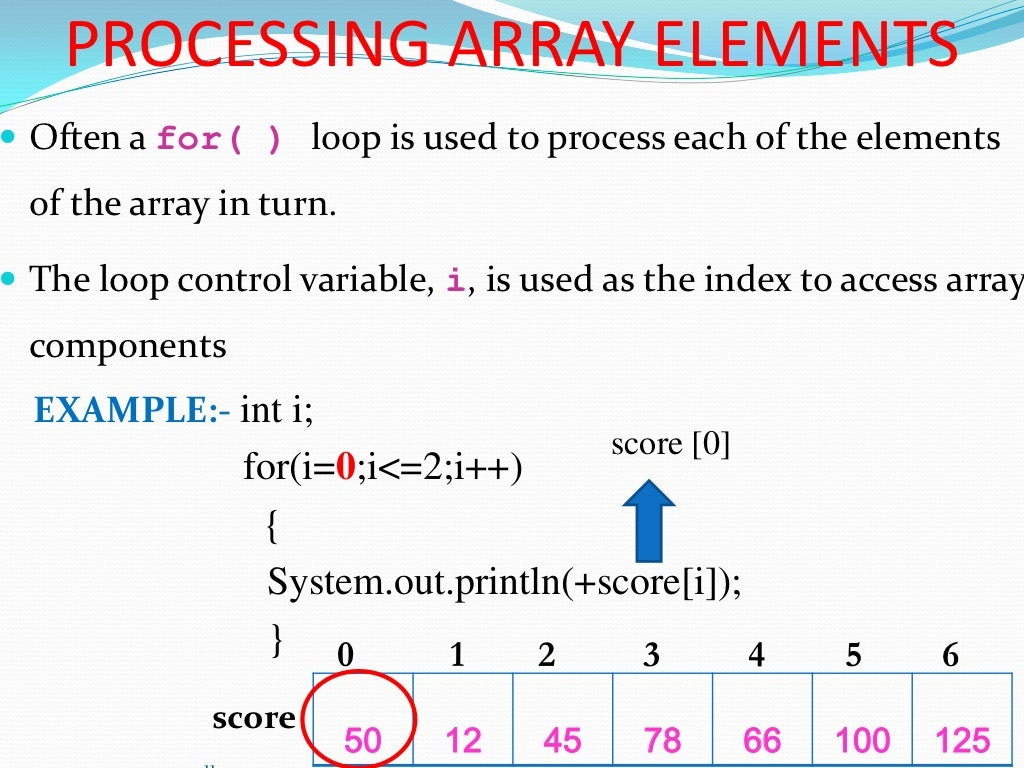 PROCESSING ARRAY ELEMENTS
• Often a for( ) loop is used to process each of the elements
of the array in turn.
• The loop control variable, i, is used as the index to access array
components
EXAMPLE:- int i;
score [0]
for(i=0;i<=2;i++)
{
System.out.println(+score[i]);
}
0 1 2 3 4 5 6
score 50 12 45 78 66 100 125